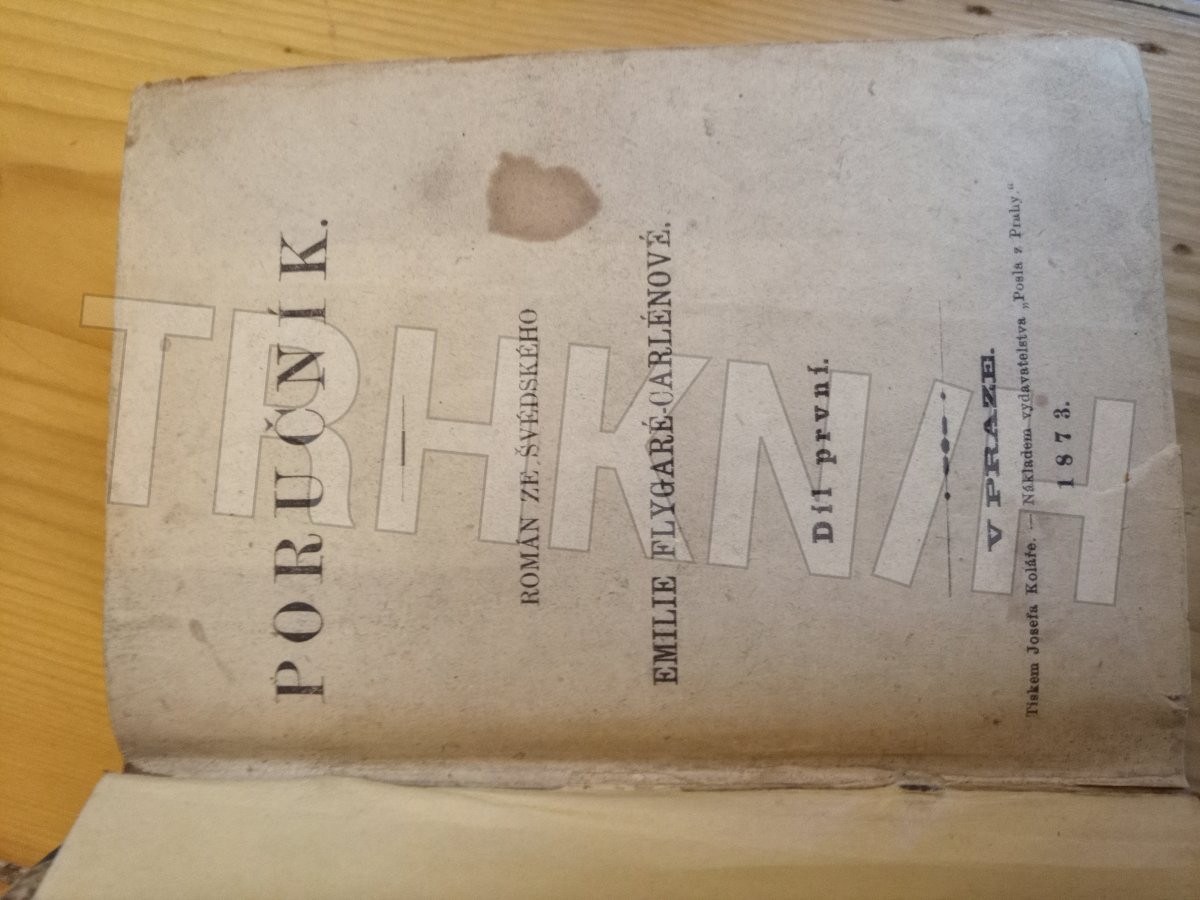 PORUČNÍK.
ROMÁN ZE ŠVÉDSKÉHO
EMILIE FLYGARÉ-CARLÉNOVÉ.
Díl první.
V PRAZE.
Tiskem Josefa Koláře. — Nákladem vydavatelstva „Posla z Prahy.“
1873.
TRHKNIH